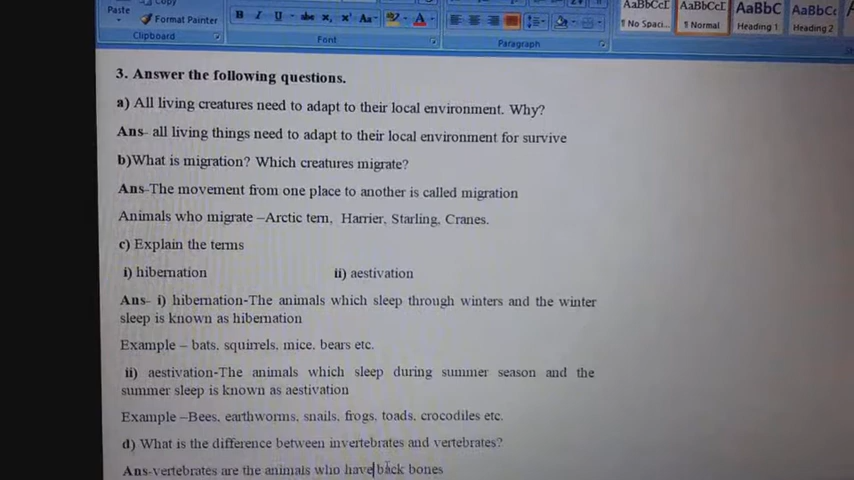 Paste
Copy
Format Painter
Clipboard
B I U abc x₂ x² Aa
Font
Paragraph
AaBbCcI
AaBbCcI
AaBbC
AaBbCc
¶ No Spaci...
¶ Normal
Heading 1
Heading 2
3. Answer the following questions.
a) All living creatures need to adapt to their local environment. Why?
Ans- all living things need to adapt to their local environment for survive
b)What is migration? Which creatures migrate?
Ans-The movement from one place to another is called migration
Animals who migrate –Arctic tern, Harrier, Starling, Cranes.
c) Explain the terms
i) hibernation ii) aestivation
Ans- i) hibernation-The animals which sleep through winters and the winter
sleep is known as hibernation
Example – bats, squirrels, mice, bears etc.
ii) aestivation-The animals which sleep during summer season and the
summer sleep is known as aestivation
Example –Bees, earthworms, snails, frogs, toads, crocodiles etc.
d) What is the difference between invertebrates and vertebrates?
Ans-vertebrates are the animals who have back bones